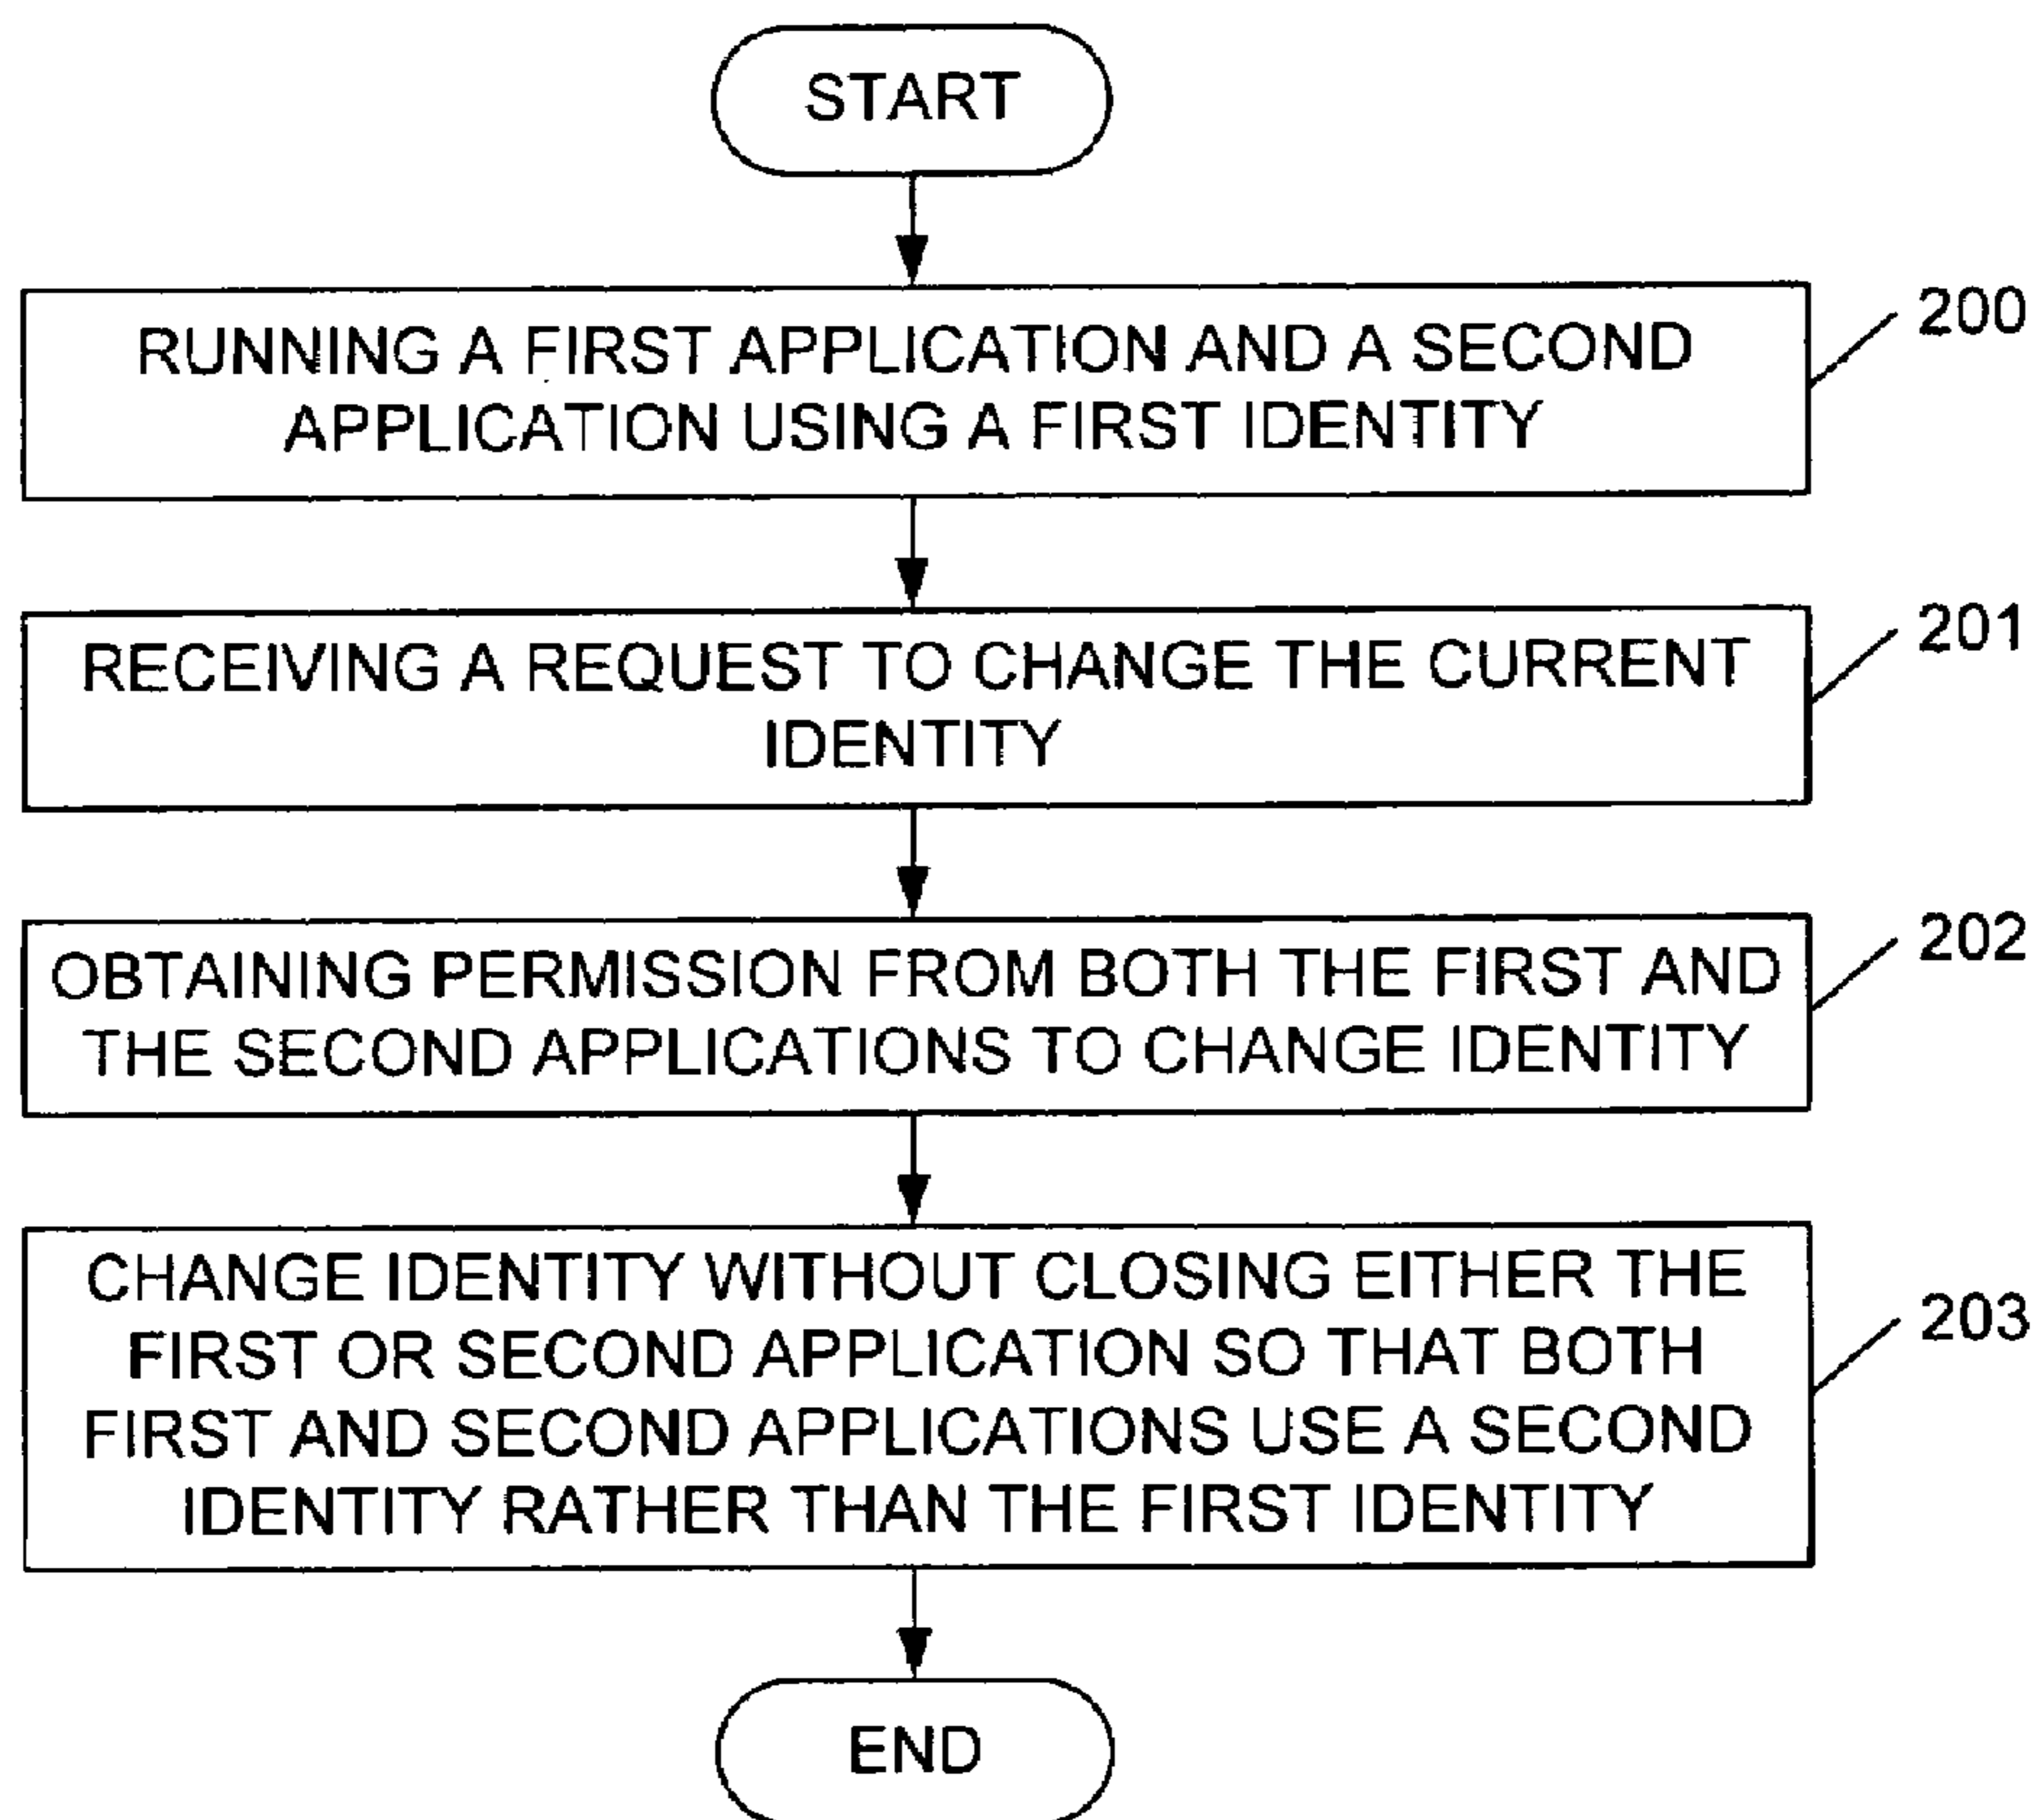 START
RUNNING A FIRST APPLICATION AND A SECOND
APPLICATION USING A FIRST IDENTITY
200
RECEIVING A REQUEST TO CHANGE THE CURRENT
IDENTITY
201
OBTAINING PERMISSION FROM BOTH THE FIRST AND
THE SECOND APPLICATIONS TO CHANGE IDENTITY
202
CHANGE IDENTITY WITHOUT CLOSING EITHER THE
FIRST OR SECOND APPLICATION SO THAT BOTH
FIRST AND SECOND APPLICATIONS USE A SECOND
IDENTITY RATHER THAN THE FIRST IDENTITY
203
END